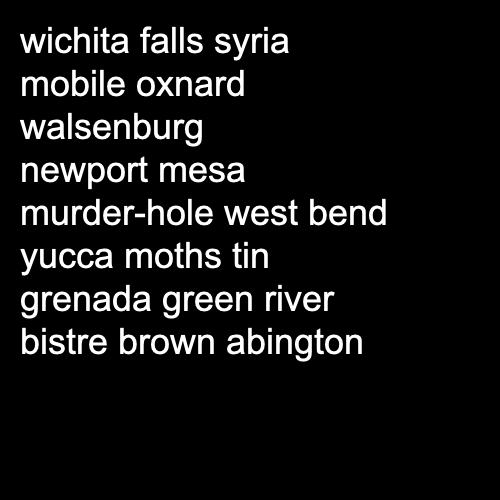 wichita falls syria
mobile oxnard
walsenburg
newport mesa
murder-hole west bend
yucca moths tin
grenada green river
bistre brown abington